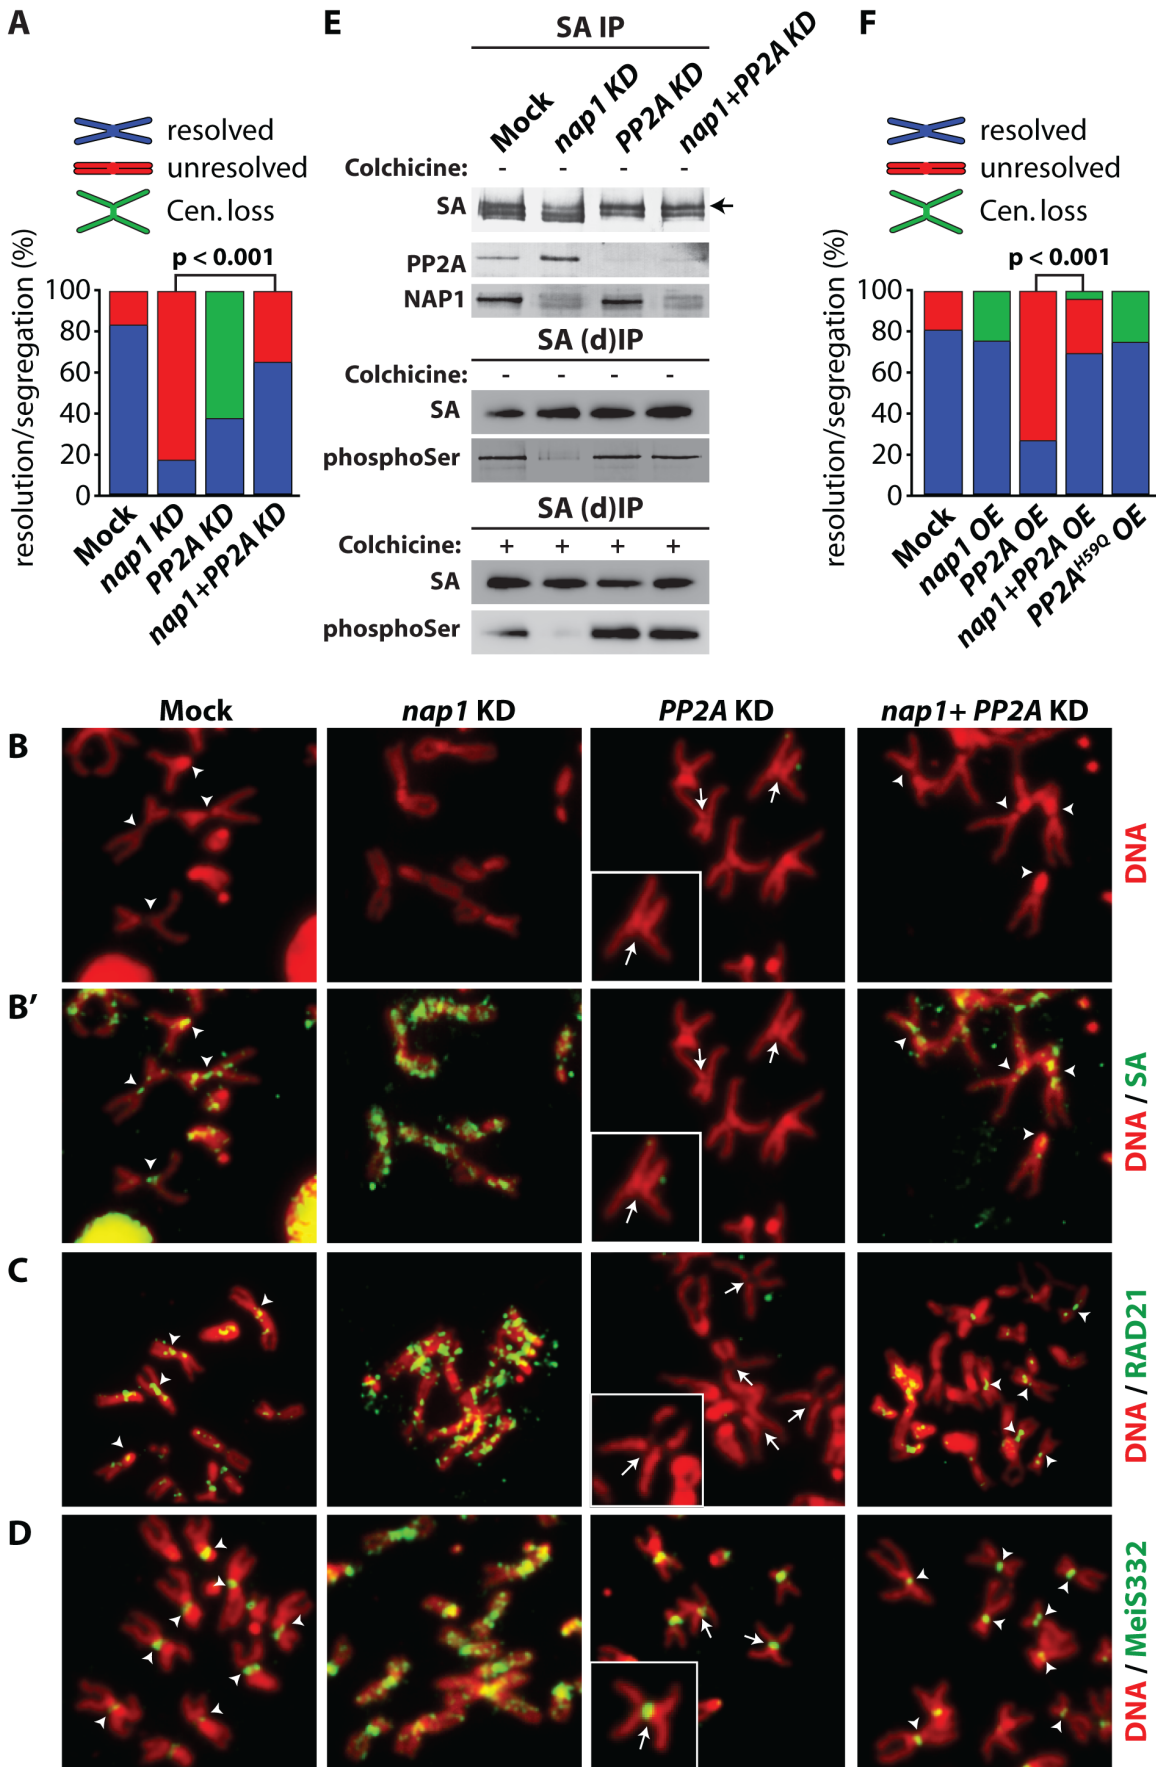 A
resolved
unresolved
Cen. loss
p < 0.001
resolution/segregation (%)
100
80
60
40
20
0
Mock
nap1 KD
PP2A KD
nap1+PP2A KD
E
SA IP
Mock
nap1 KD
PP2A KD
nap1+PP2A KD
Colchicine: - - - -
SA
PP2A
NAP1
SA (d)IP
Colchicine: - - - -
SA
phosphoSer
SA (d)IP
Colchicine: + + + +
SA
phosphoSer
F
resolved
unresolved
Cen. loss
p < 0.001
resolution/segregation (%)
100
80
60
40
20
0
Mock
nap1 OE
PP2A OE
nap1+PP2A OE
PP2A^H59Q OE
Mock
nap1 KD
PP2A KD
nap1+ PP2A KD
B
DNA
B′
DNA / SA
C
DNA / RAD21
D
DNA / MeiS332